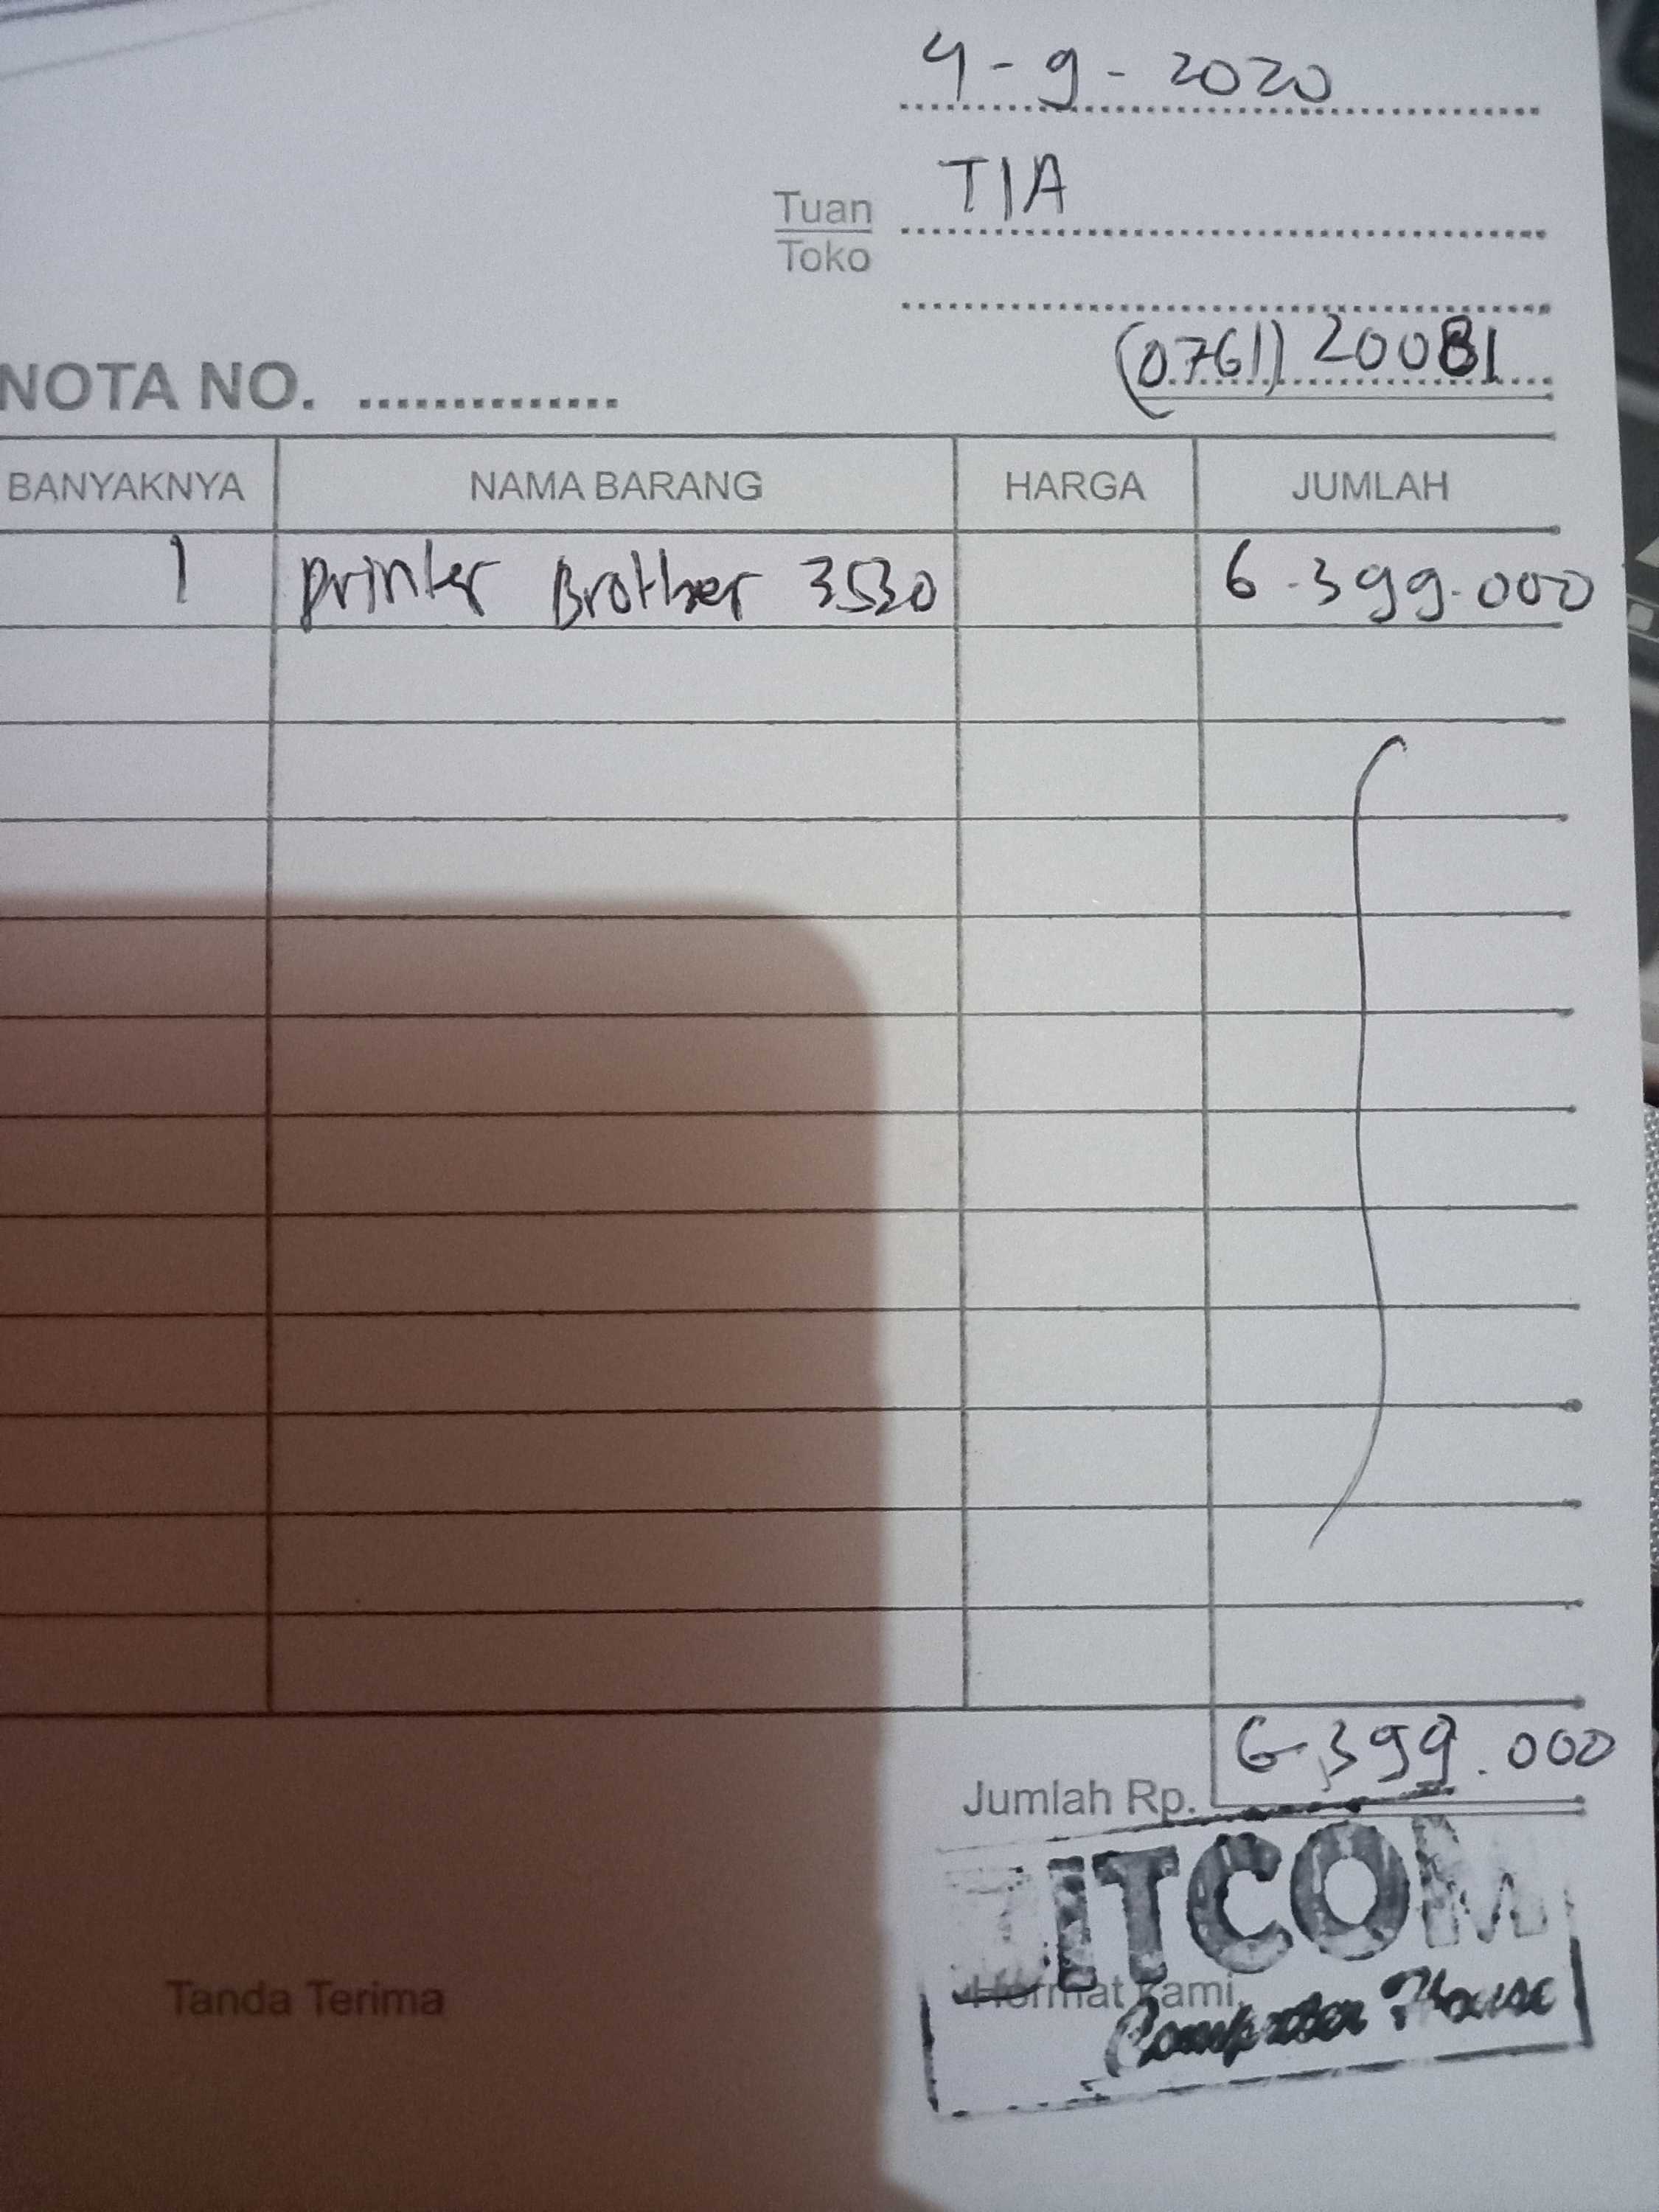 4-9-2020
Tuan TIA
Toko
(0761) 20081
NOTA NO. ..............
BANYAKNYA NAMA BARANG HARGA JUMLAH
1 printer Brother 3530 6.399.000
Jumlah Rp. 6.399.000
Tanda Terima Hormat Kami,
Computer House